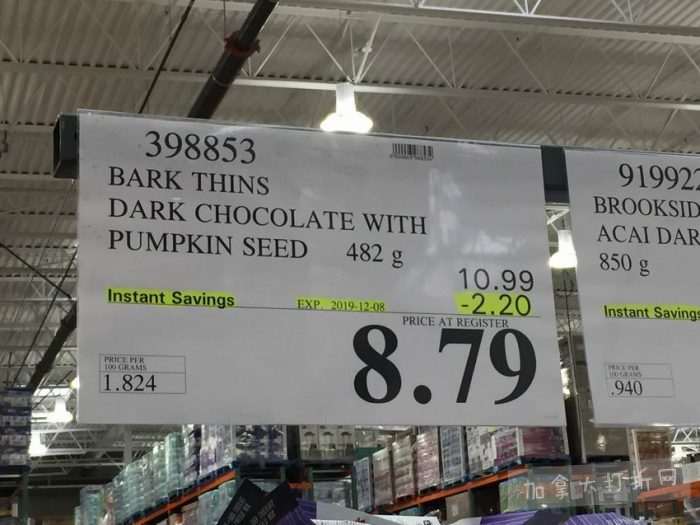 398853
BARK THINS
DARK CHOCOLATE WITH
PUMPKIN SEED 482 g
10.99
Instant Savings EXP. 2019-12-08 -2.20
PRICE AT REGISTER
8.79
PRICE PER
100 GRAMS
1.824
91992
BROOKSID
ACAI DAR
850 g
Instant Savings
PRICE PER
100 GRAMS
.940
加拿大打折网